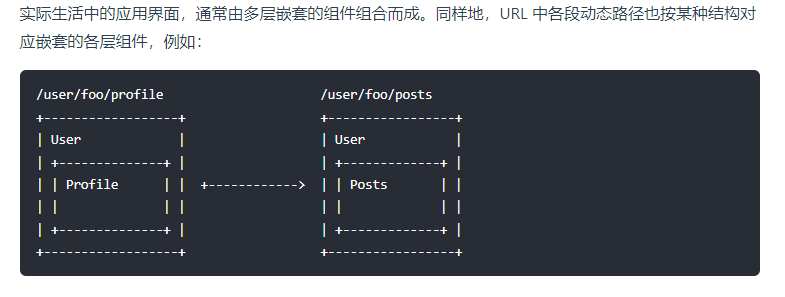 实际生活中的应用界面，通常由多层嵌套的组件组合而成。同样地，URL 中各段动态路径也按某种结构对
应嵌套的各层组件，例如：
/user/foo/profile                     /user/foo/posts
+------------------+                  +-----------------+
| User             |                  | User            |
| +--------------+ |                  | +-------------+ |
| | Profile      | |  +------------>  | | Posts       | |
| |              | |                  | |             | |
| +--------------+ |                  | +-------------+ |
+------------------+                  +-----------------+